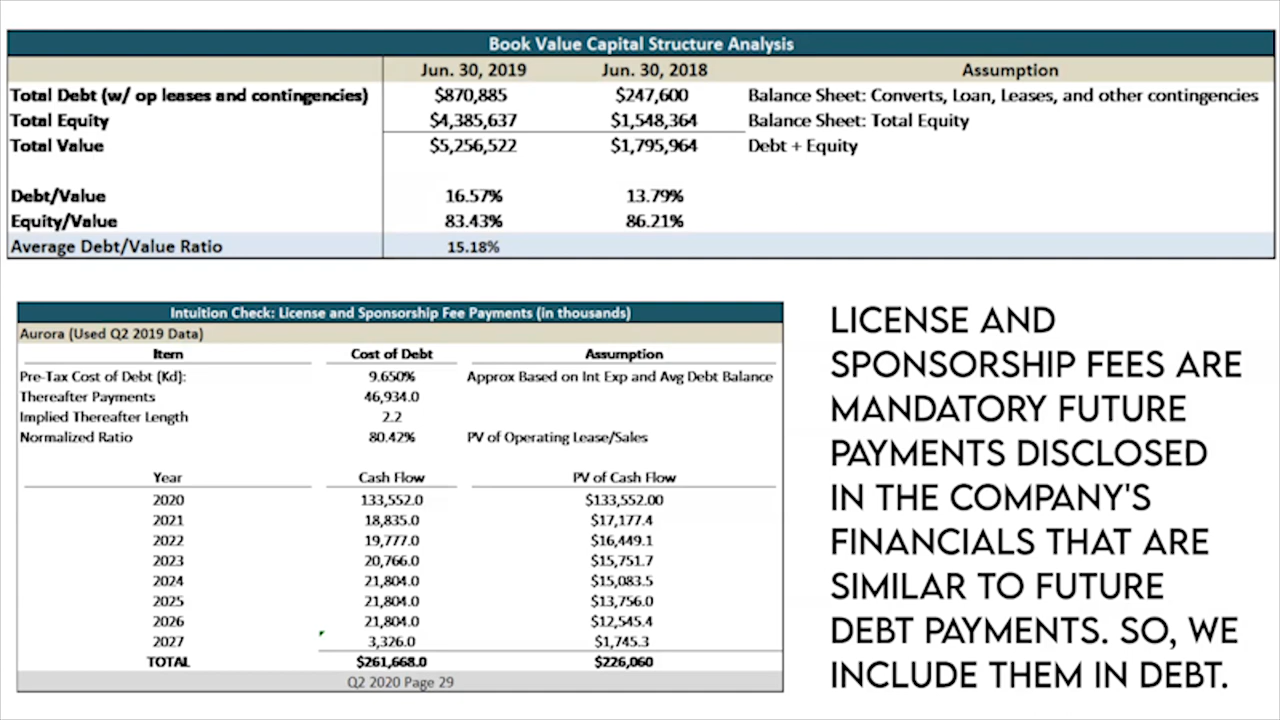 Book Value Capital Structure Analysis
Jun. 30, 2019 Jun. 30, 2018 Assumption
Total Debt (w/ op leases and contingencies) $870,885 $247,600 Balance Sheet: Converts, Loan, Leases, and other contingencies
Total Equity $4,385,637 $1,548,364 Balance Sheet: Total Equity
Total Value $5,256,522 $1,795,964 Debt + Equity
Debt/Value 16.57% 13.79%
Equity/Value 83.43% 86.21%
Average Debt/Value Ratio 15.18%
Intuition Check: License and Sponsorship Fee Payments (in thousands)
Aurora (Used Q2 2019 Data)
Item Cost of Debt Assumption
Pre-Tax Cost of Debt (Kd): 9.650% Approx Based on Int Exp and Avg Debt Balance
Thereafter Payments 46,934.0
Implied Thereafter Length 2.2
Normalized Ratio 80.42% PV of Operating Lease/Sales
Year Cash Flow PV of Cash Flow
2020 133,552.0 $133,552.00
2021 18,835.0 $17,177.4
2022 19,777.0 $16,449.1
2023 20,766.0 $15,751.7
2024 21,804.0 $15,083.5
2025 21,804.0 $13,756.0
2026 21,804.0 $12,545.4
2027 3,326.0 $1,745.3
TOTAL $261,668.0 $226,060
Q2 2020 Page 29
LICENSE AND
SPONSORSHIP FEES ARE
MANDATORY FUTURE
PAYMENTS DISCLOSED
IN THE COMPANY'S
FINANCIALS THAT ARE
SIMILAR TO FUTURE
DEBT PAYMENTS. SO, WE
INCLUDE THEM IN DEBT.